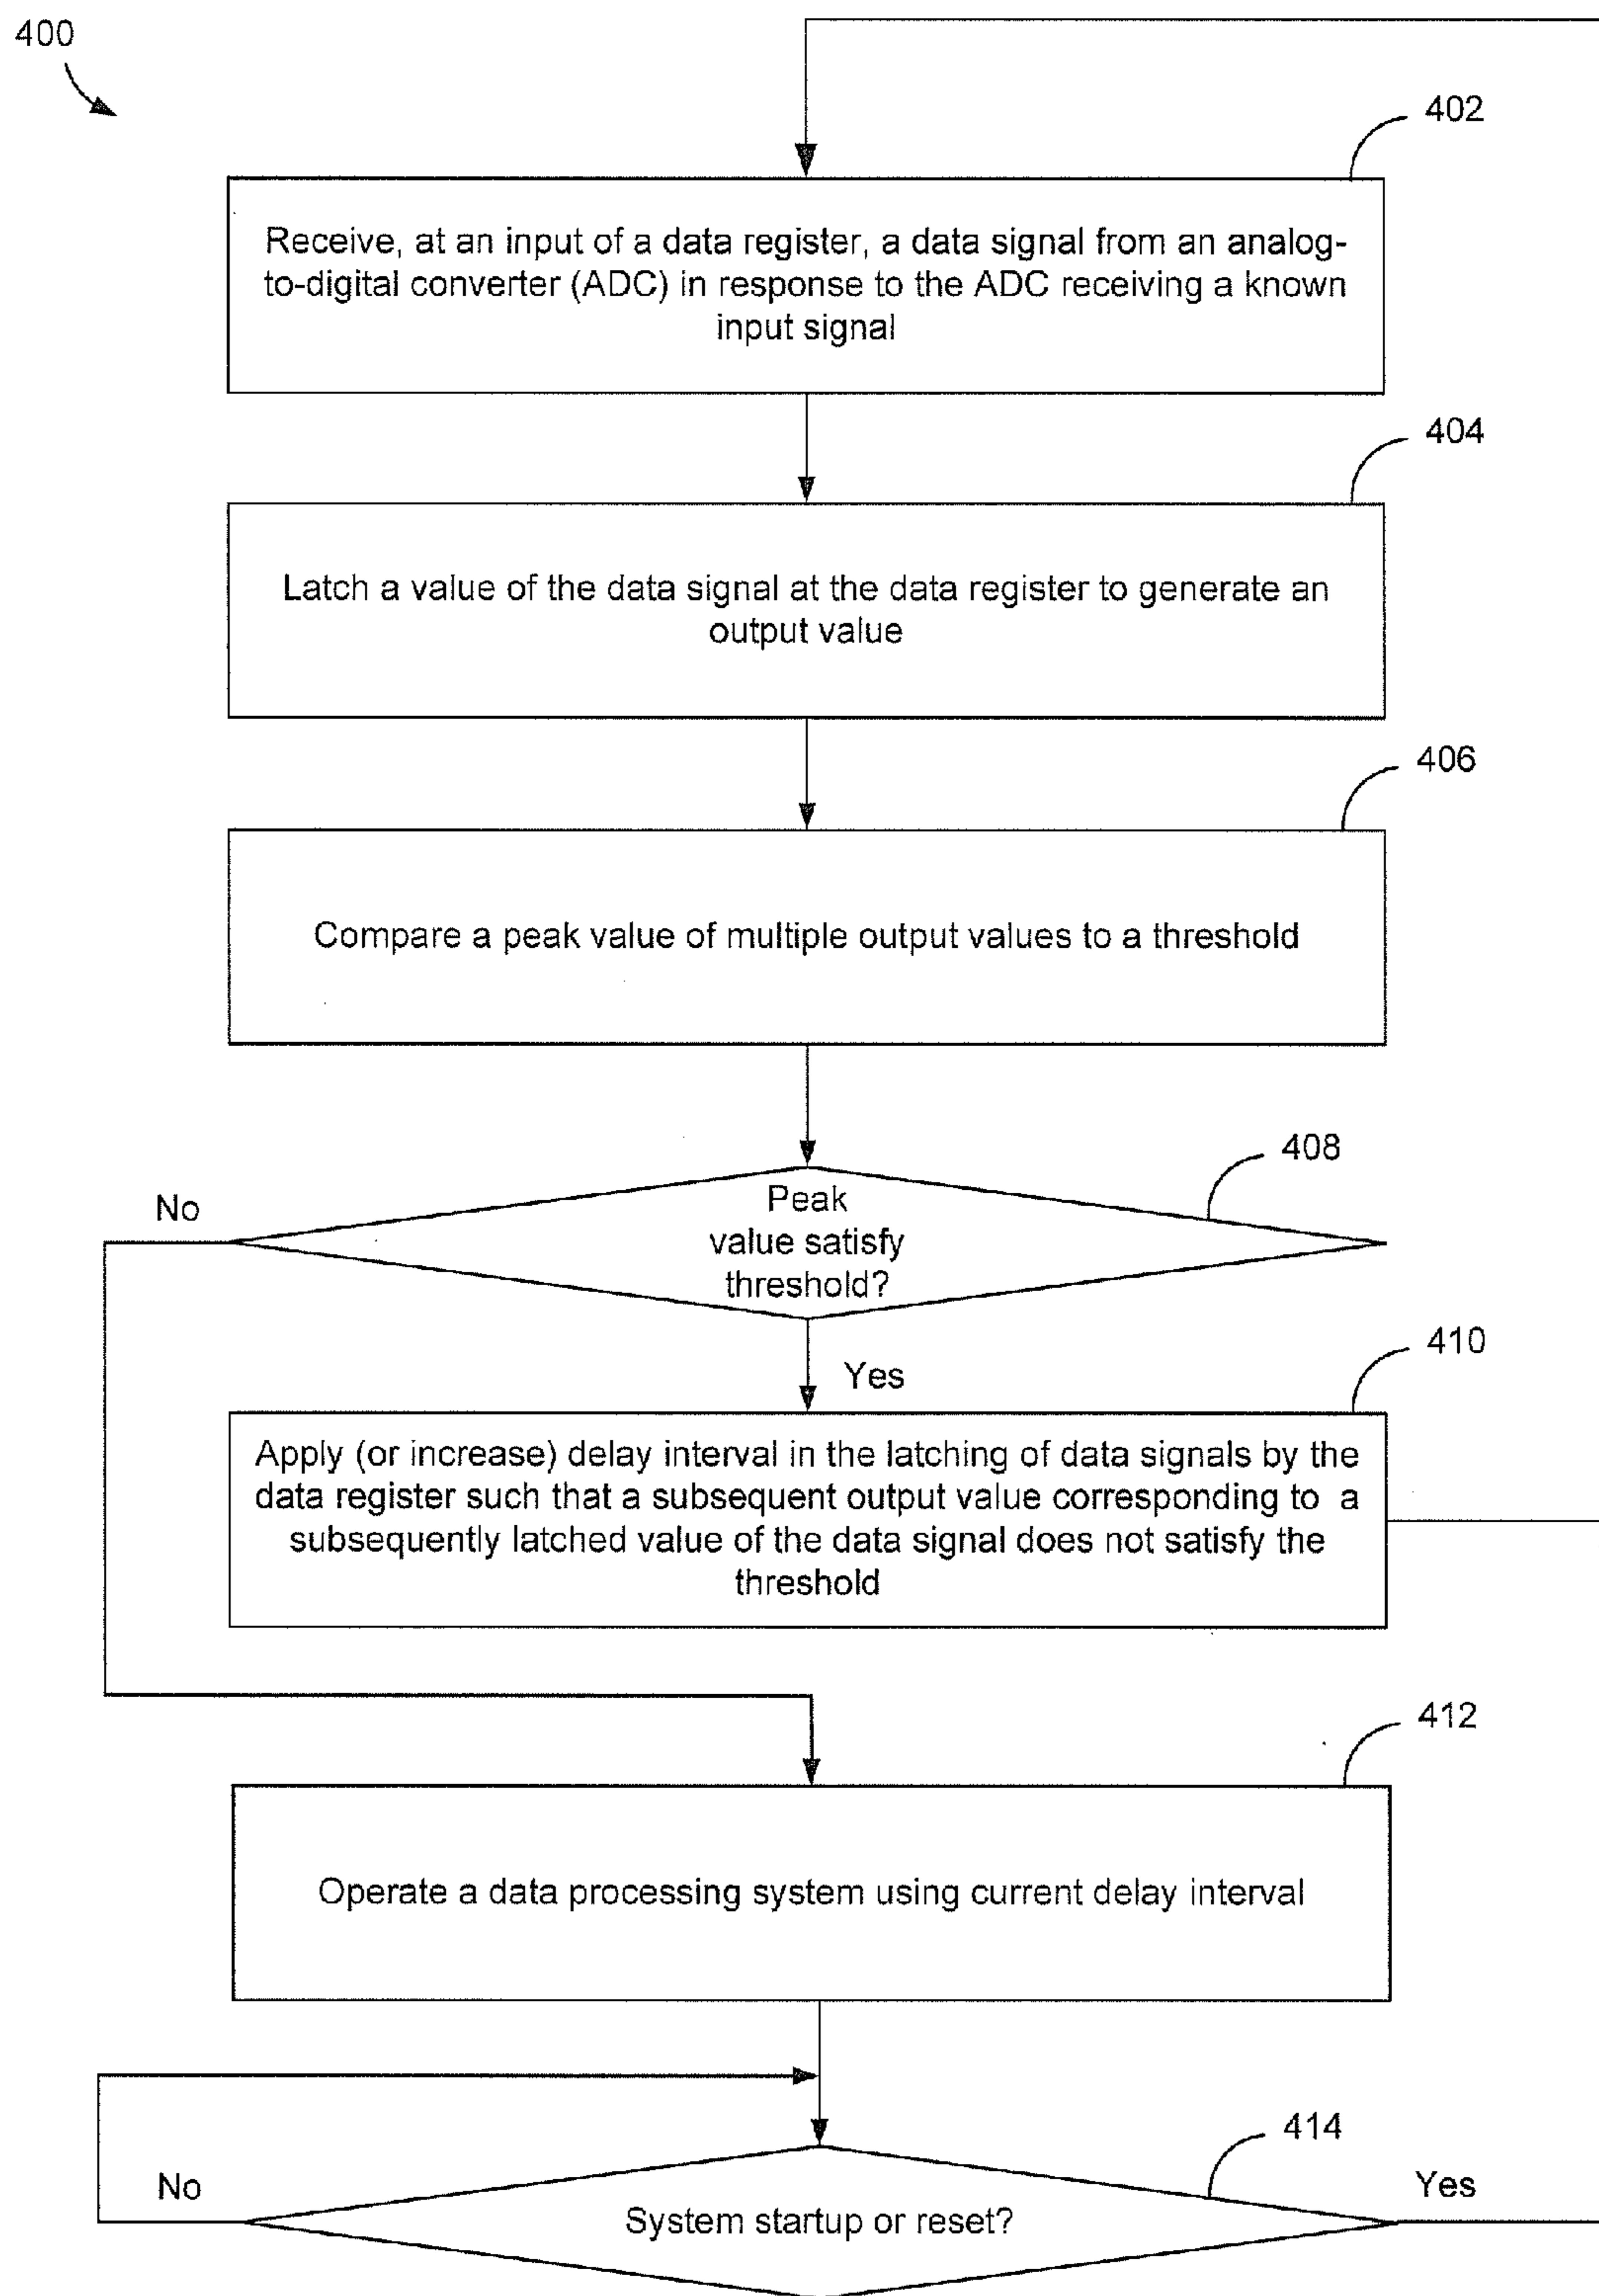 400
402
Receive, at an input of a data register, a data signal from an analog-
to-digital converter (ADC) in response to the ADC receiving a known
input signal
404
Latch a value of the data signal at the data register to generate an
output value
406
Compare a peak value of multiple output values to a threshold
408
No
Peak
value satisfy
threshold?
Yes
410
Apply (or increase) delay interval in the latching of data signals by the
data register such that a subsequent output value corresponding to a
subsequently latched value of the data signal does not satisfy the
threshold
412
Operate a data processing system using current delay interval
414
No
Yes
System startup or reset?